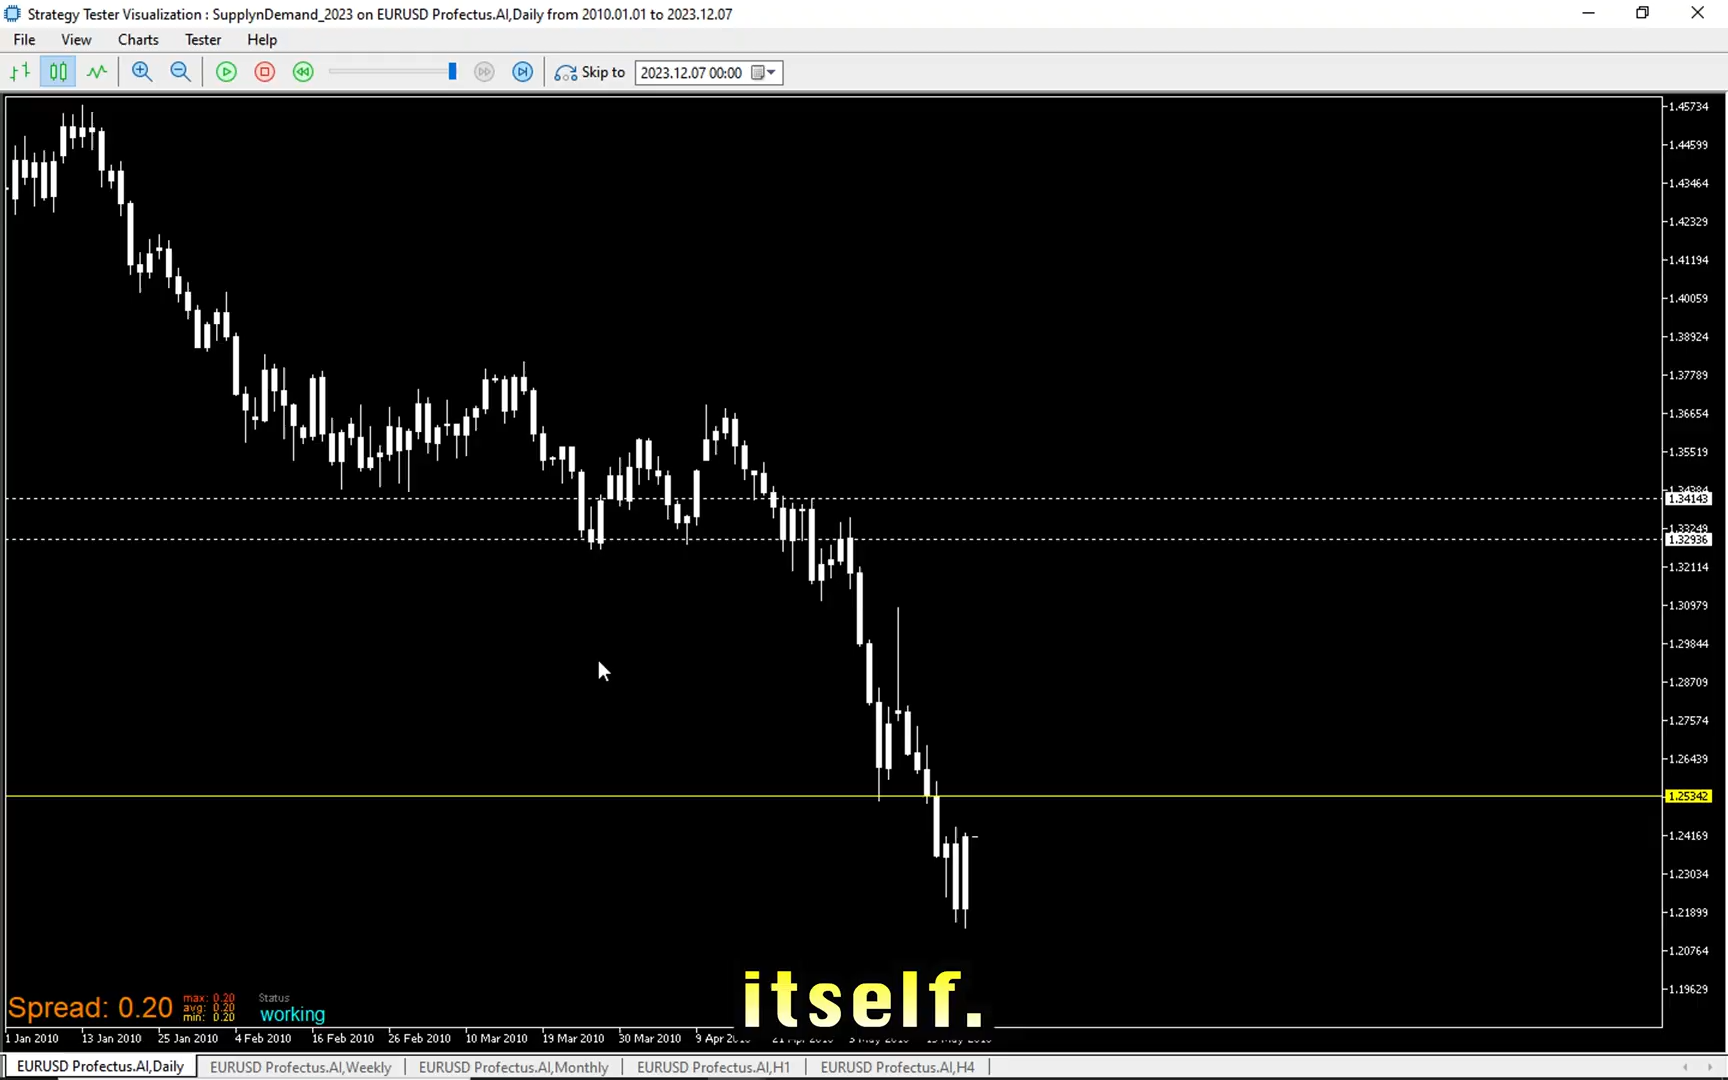 Strategy Tester Visualization : SupplynDemand_2023 on EURUSD Profectus.AI,Daily from 2010.01.01 to 2023.12.07
File View Charts Tester Help
Skip to 2023.12.07 00:00
1.45734
1.44599
1.43464
1.42329
1.41194
1.40059
1.38924
1.37789
1.36654
1.35519
1.34143
1.33249
1.32936
1.32114
1.30979
1.29844
1.28709
1.27574
1.26439
1.25342
1.24169
1.23034
1.21899
1.20764
1.19629
itself.
Spread: 0.20
max: 0.20
avg: 0.20
min: 0.20
Status
working
1 Jan 2010 13 Jan 2010 25 Jan 2010 4 Feb 2010 16 Feb 2010 26 Feb 2010 10 Mar 2010 19 Mar 2010 30 Mar 2010 9 Apr
EURUSD Profectus.AI,Daily EURUSD Profectus.AI,Weekly EURUSD Profectus.AI,Monthly EURUSD Profectus.AI,H1 EURUSD Profectus.AI,H4